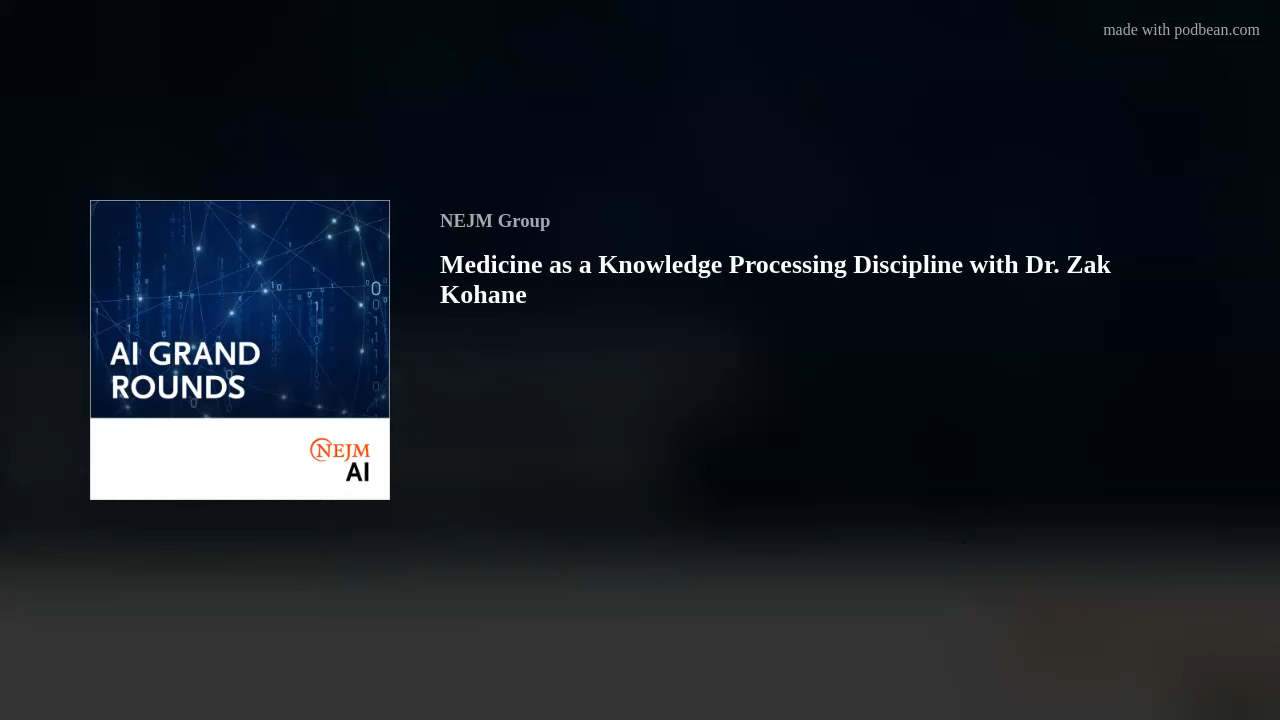 made with podbean.com
NEJM Group
Medicine as a Knowledge Processing Discipline with Dr. Zak
Kohane
AI GRAND
ROUNDS
NEJM
AI